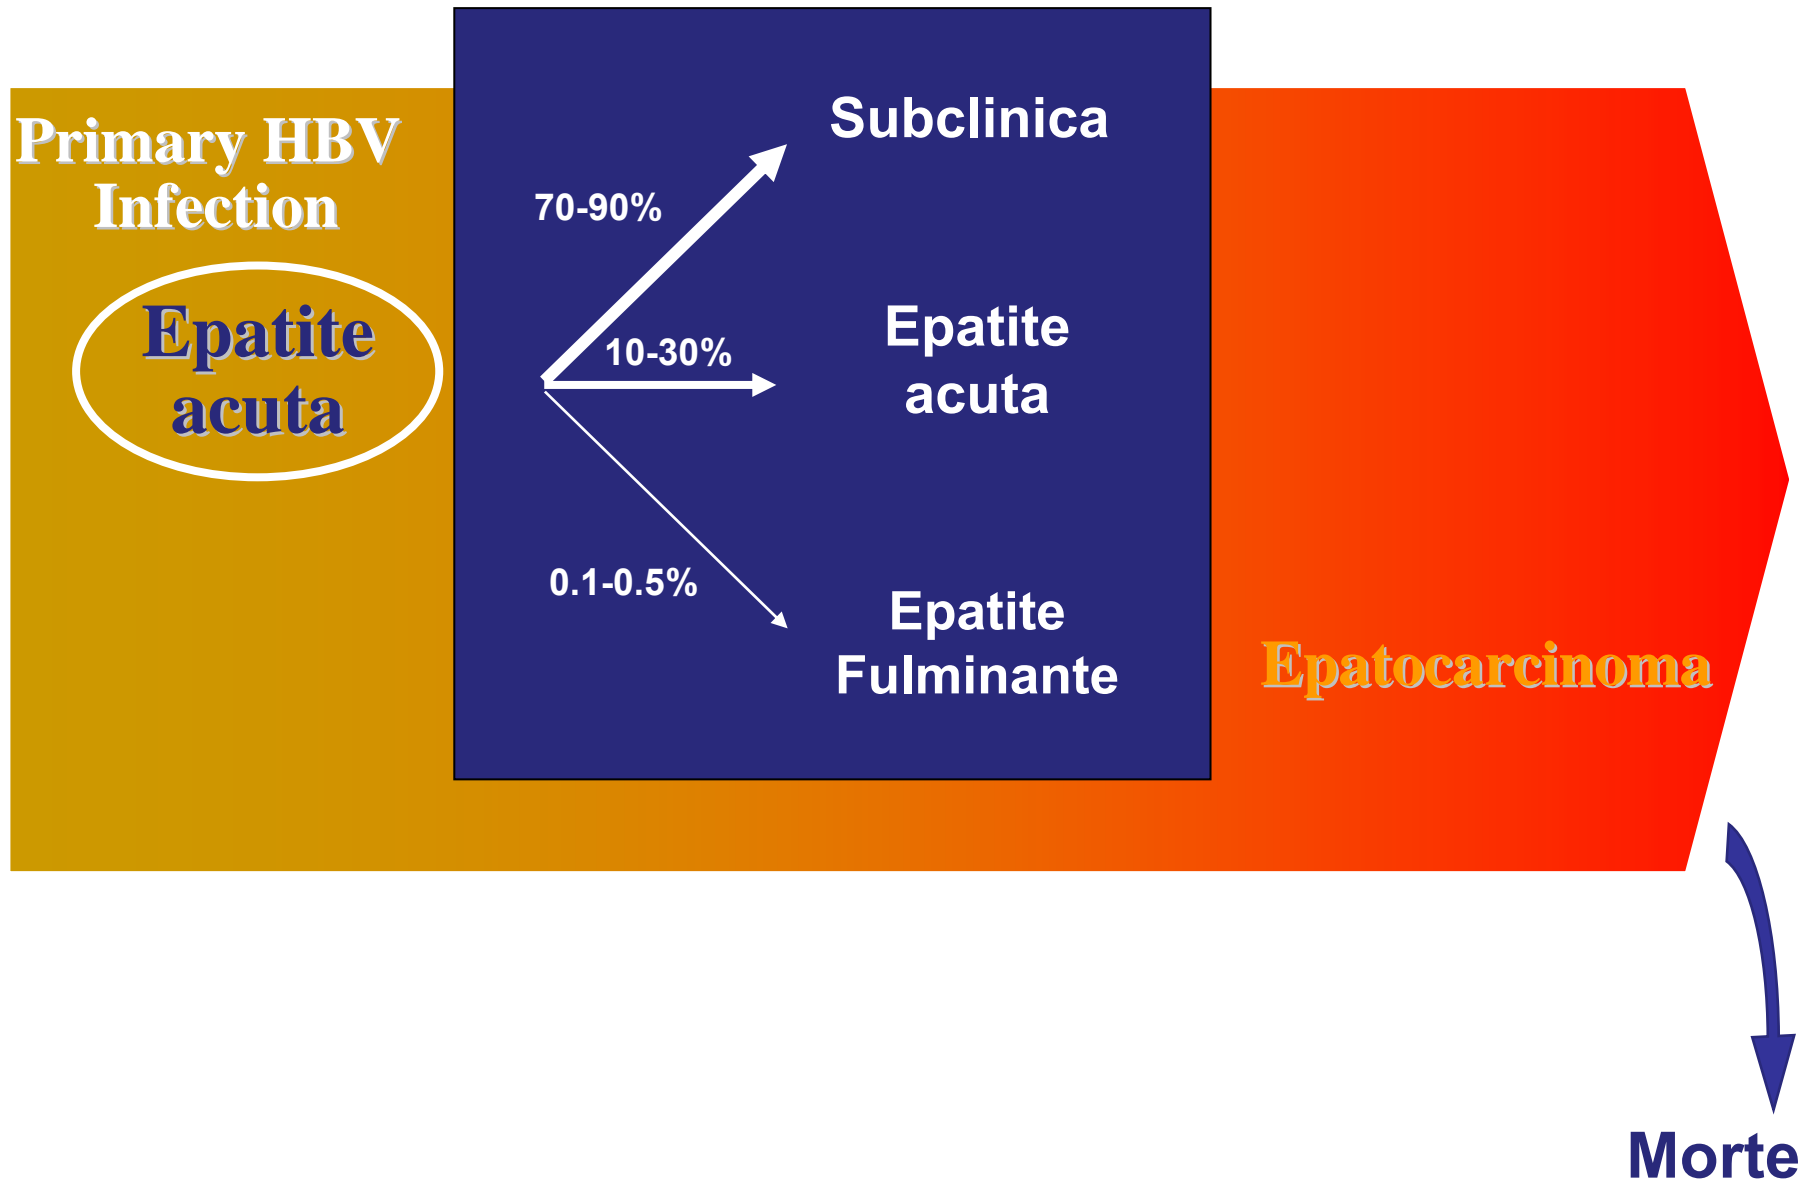 Primary HBV
Infection
Epatite
acuta
70-90%
Subclinica
10-30%
Epatite
acuta
0.1-0.5%
Epatite
Fulminante
Epatocarcinoma
Morte